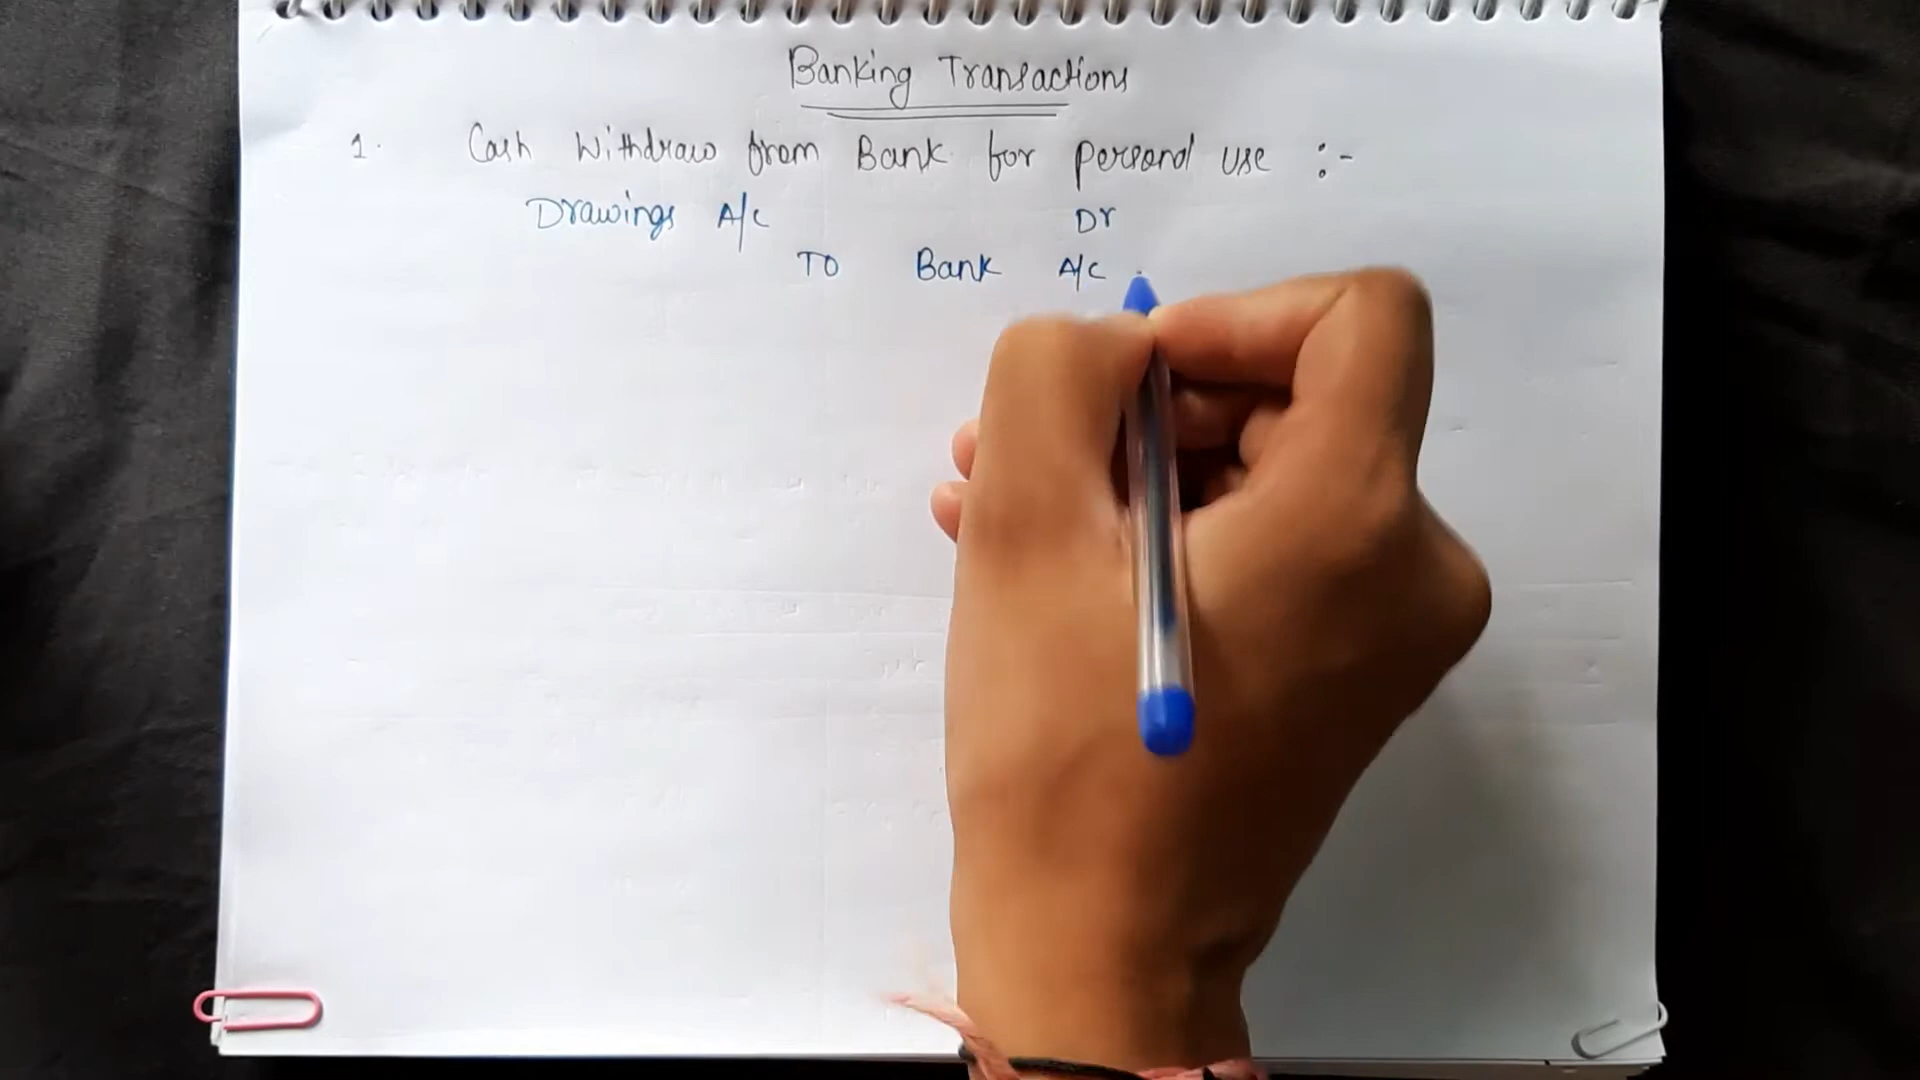 Banking Transactions
1. Cash Withdraw from Bank for personal use :-
Drawings A/c Dr
TO Bank A/c